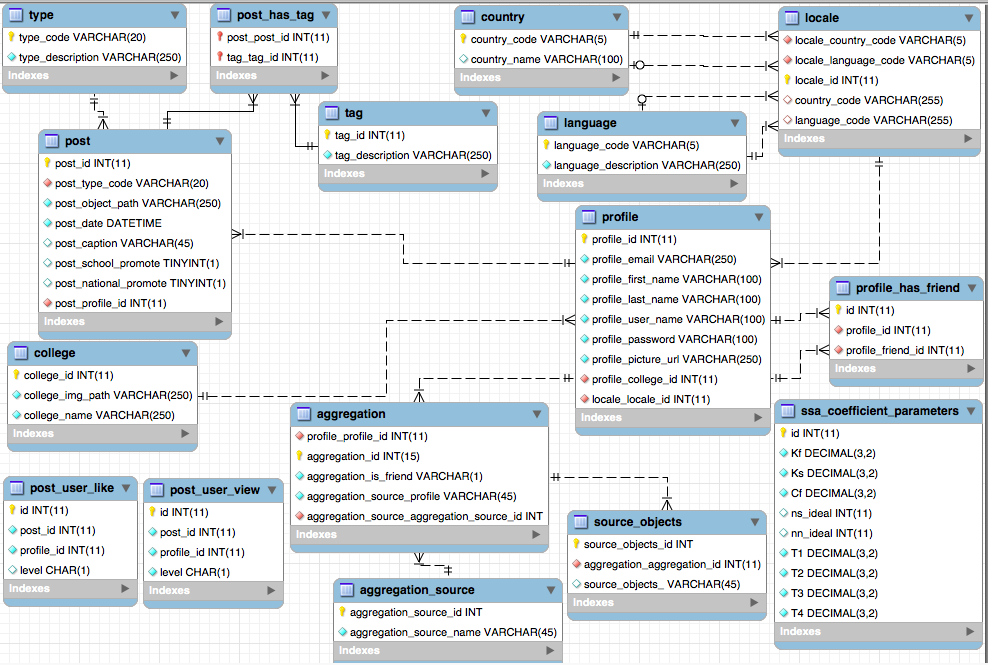 type
type_code VARCHAR(20)
type_description VARCHAR(250)
Indexes
post_has_tag
post_post_id INT(11)
tag_tag_id INT(11)
Indexes
country
country_code VARCHAR(5)
country_name VARCHAR(100)
Indexes
locale
locale_country_code VARCHAR(5)
locale_language_code VARCHAR(5)
locale_id INT(11)
country_code VARCHAR(255)
language_code VARCHAR(255)
Indexes
tag
tag_id INT(11)
tag_description VARCHAR(250)
Indexes
language
language_code VARCHAR(5)
language_description VARCHAR(250)
Indexes
post
post_id INT(11)
post_type_code VARCHAR(20)
post_object_path VARCHAR(250)
post_date DATETIME
post_caption VARCHAR(45)
post_school_promote TINYINT(1)
post_national_promote TINYINT(1)
post_profile_id INT(11)
Indexes
profile
profile_id INT(11)
profile_email VARCHAR(250)
profile_first_name VARCHAR(100)
profile_last_name VARCHAR(100)
profile_user_name VARCHAR(100)
profile_password VARCHAR(100)
profile_picture_url VARCHAR(250)
profile_college_id INT(11)
locale_locale_id INT(11)
Indexes
profile_has_friend
id INT(11)
profile_id INT(11)
profile_friend_id INT(11)
Indexes
college
college_id INT(11)
college_img_path VARCHAR(250)
college_name VARCHAR(250)
Indexes
aggregation
profile_profile_id INT(11)
aggregation_id INT(15)
aggregation_is_friend VARCHAR(1)
aggregation_source_profile VARCHAR(45)
aggregation_source_aggregation_source_id INT
Indexes
ssa_coefficient_parameters
id INT(11)
Kf DECIMAL(3,2)
Ks DECIMAL(3,2)
Cf DECIMAL(3,2)
ns_ideal INT(11)
nn_ideal INT(11)
T1 DECIMAL(3,2)
T2 DECIMAL(3,2)
T3 DECIMAL(3,2)
T4 DECIMAL(3,2)
Indexes
post_user_like
id INT(11)
post_id INT(11)
profile_id INT(11)
level CHAR(1)
Indexes
post_user_view
id INT(11)
post_id INT(11)
profile_id INT(11)
level CHAR(1)
Indexes
source_objects
source_objects_id INT
aggregation_aggregation_id INT(11)
source_objects_ VARCHAR(45)
Indexes
aggregation_source
aggregation_source_id INT
aggregation_source_name VARCHAR(45)
Indexes